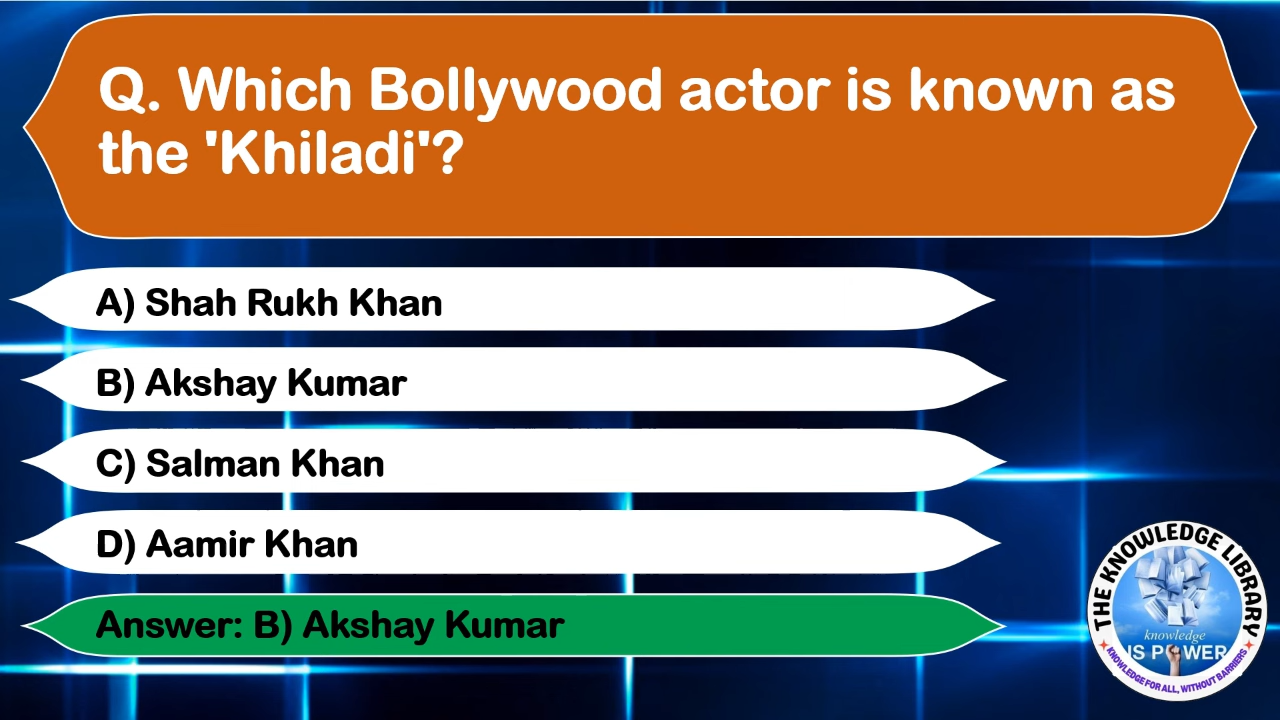 Q. Which Bollywood actor is known as
the 'Khiladi'?
A) Shah Rukh Khan
B) Akshay Kumar
C) Salman Khan
D) Aamir Khan
Answer: B) Akshay Kumar
THE KNOWLEDGE LIBRARY
knowledge
IS POWER
KNOWLEDGE FOR ALL, WITHOUT BARRIERS